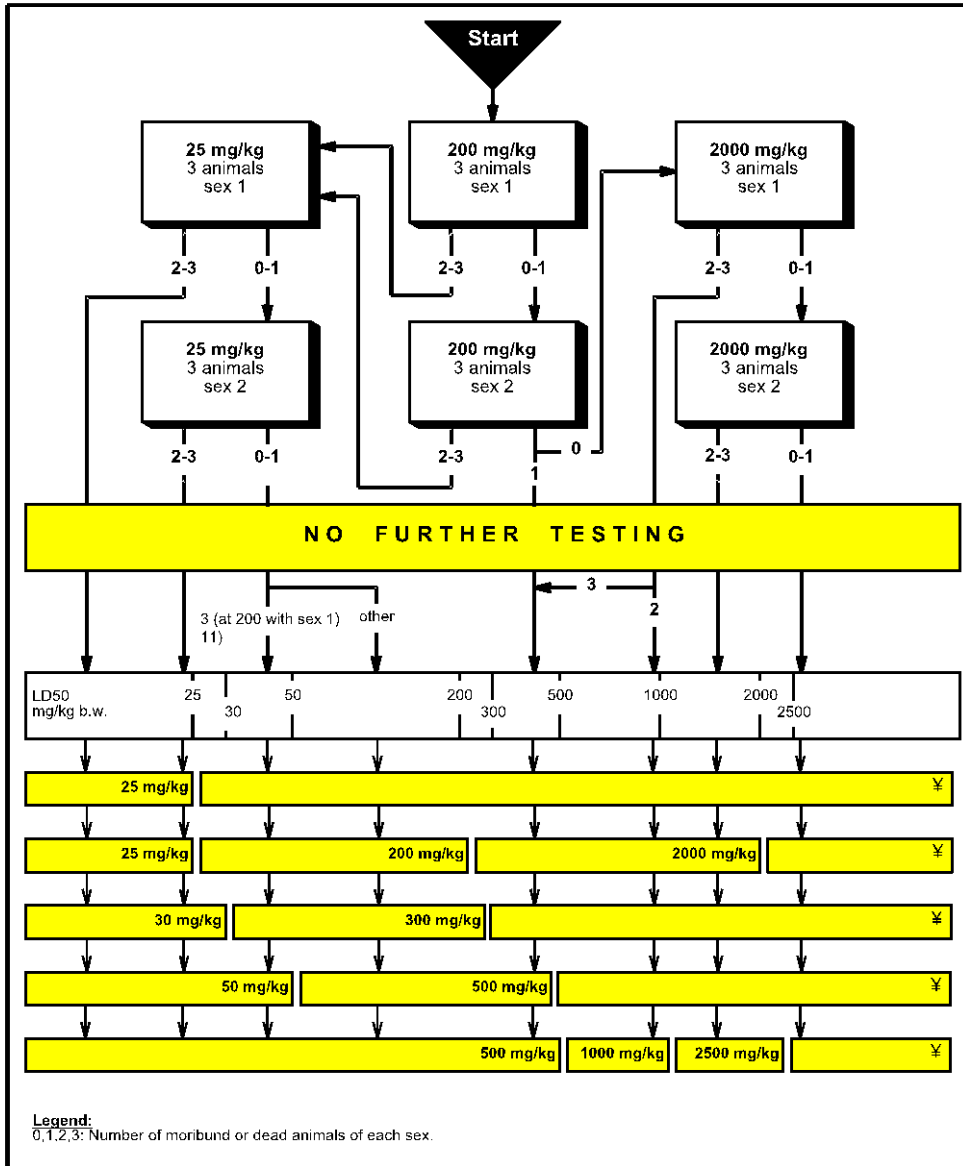 Start
25 mg/kg
3 animals
sex 1
200 mg/kg
3 animals
sex 1
2000 mg/kg
3 animals
sex 1
2-3 0-1 2-3 0-1 2-3 0-1
25 mg/kg
3 animals
sex 2
200 mg/kg
3 animals
sex 2
2000 mg/kg
3 animals
sex 2
0
2-3 0-1 2-3 1 2-3 0-1
NO FURTHER TESTING
3
3 (at 200 with sex 1) other 2
11)
LD50 25 50 200 500 1000 2000
mg/kg b.w. 30 300 2500
25 mg/kg ¥
25 mg/kg 200 mg/kg 2000 mg/kg ¥
30 mg/kg 300 mg/kg ¥
50 mg/kg 500 mg/kg ¥
500 mg/kg 1000 mg/kg 2500 mg/kg ¥
Legend:
0,1,2,3: Number of moribund or dead animals of each sex.